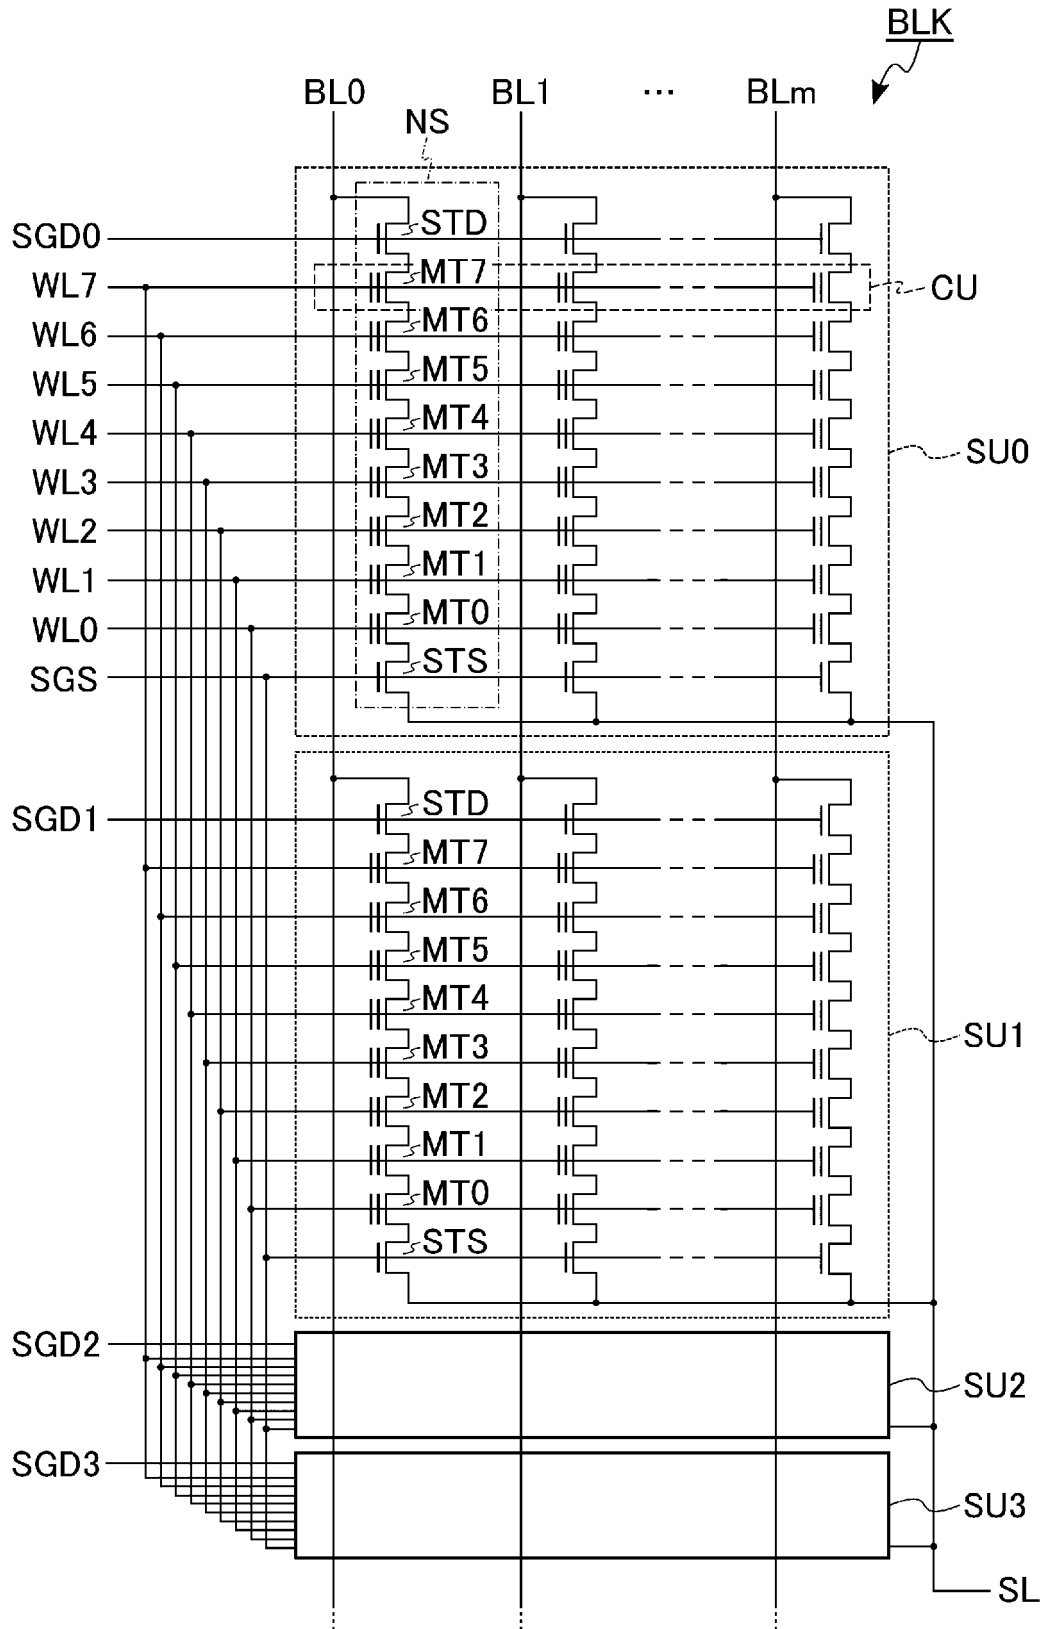 BLK
BL0 BL1 ... BLm
NS
SGD0 STD
WL7 MT7 CU
WL6 MT6
WL5 MT5
WL4 MT4 SU0
WL3 MT3
WL2 MT2
WL1 MT1
WL0 MT0
SGS STS
SGD1 STD
MT7
MT6
MT5
MT4
MT3 SU1
MT2
MT1
MT0
STS
SGD2
SU2
SGD3
SU3
SL